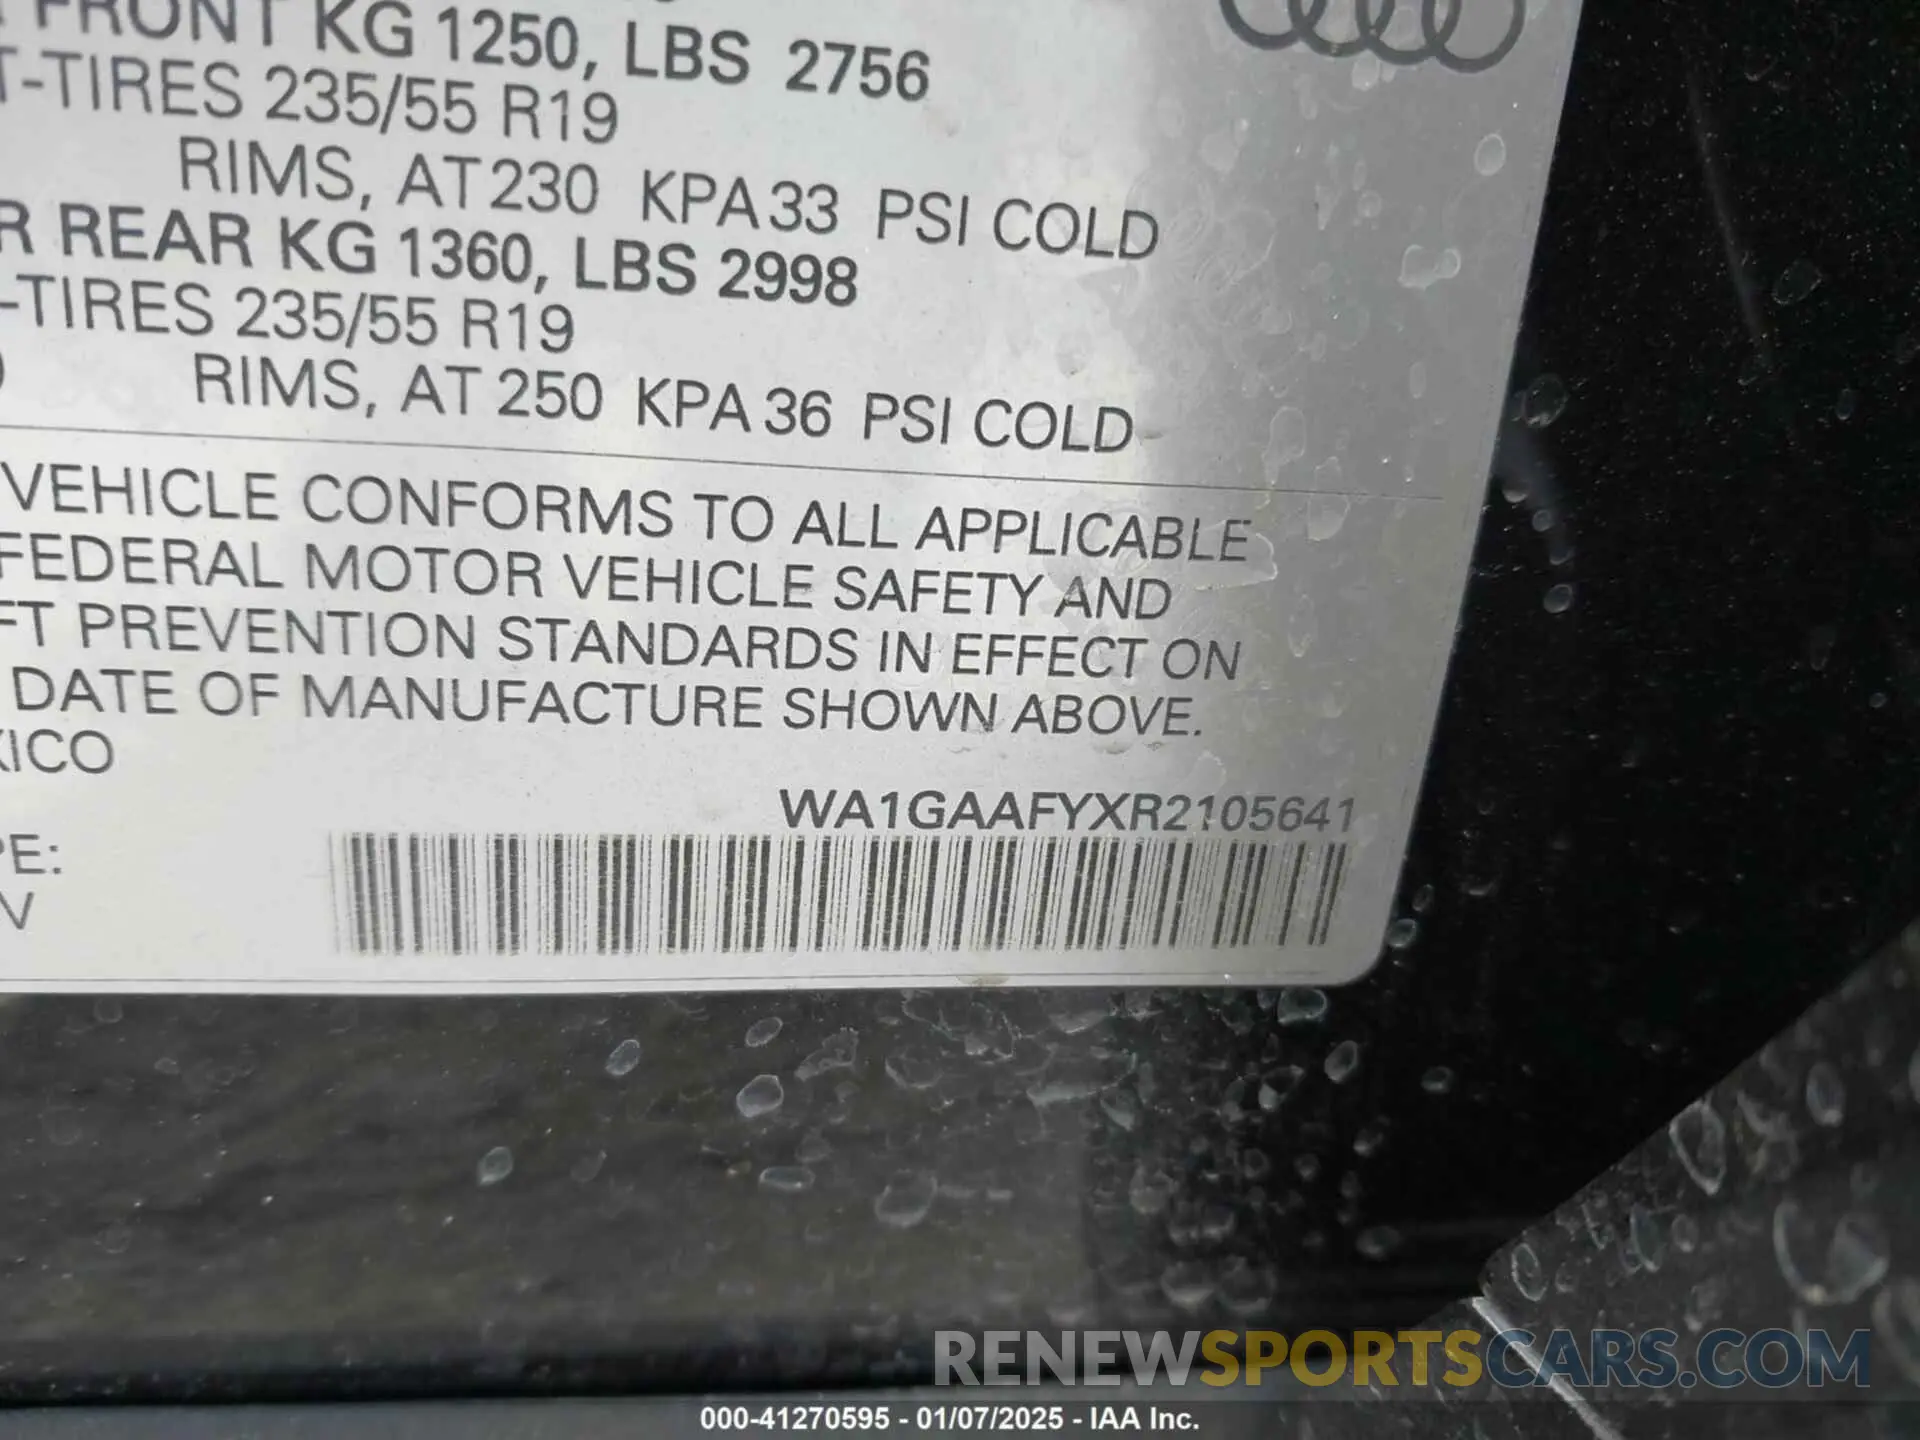 FRONT KG 1250, LBS 2756
T-TIRES 235/55 R19
RIMS, AT 230 KPA 33 PSI COLD
R REAR KG 1360, LBS 2998
-TIRES 235/55 R19
RIMS, AT 250 KPA 36 PSI COLD
VEHICLE CONFORMS TO ALL APPLICABLE
FEDERAL MOTOR VEHICLE SAFETY AND
FT PREVENTION STANDARDS IN EFFECT ON
DATE OF MANUFACTURE SHOWN ABOVE.
XICO
WA1GAAFYXR2105641
PE:
V
RENEWSPORTSCARS.COM
000-41270595 - 01/07/2025 - IAA Inc.